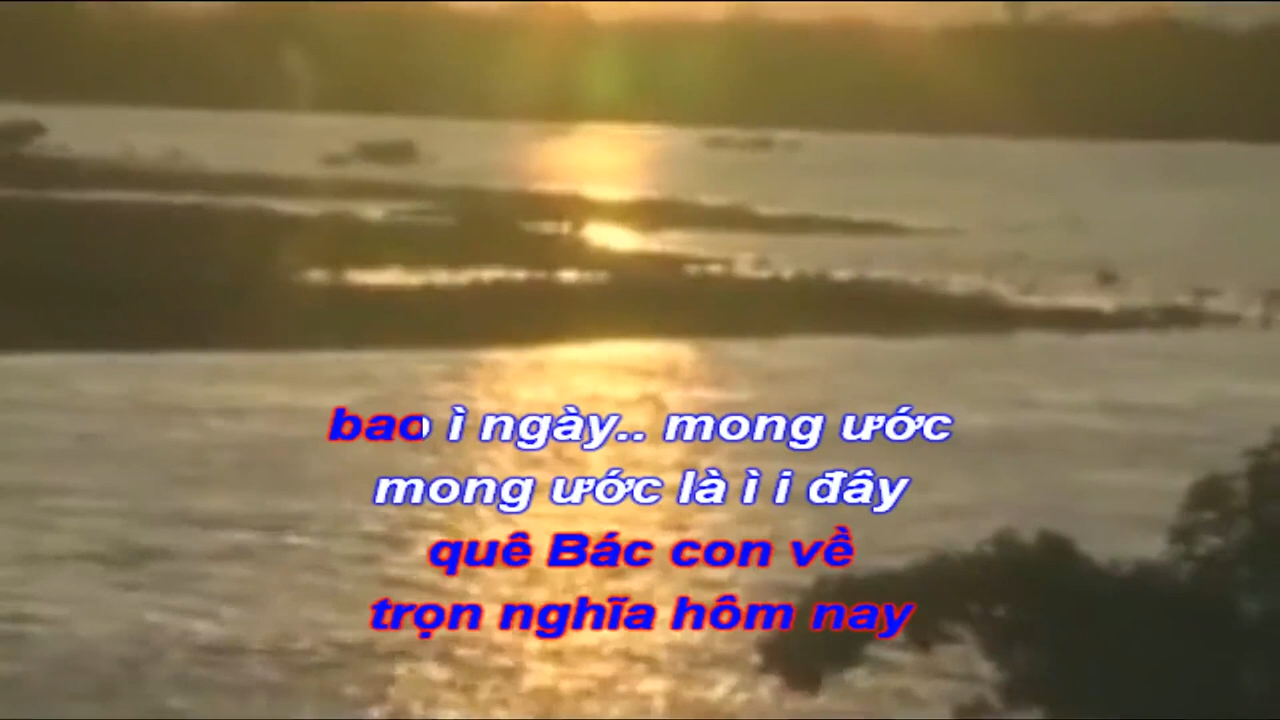 bao ì ngày.. mong ước
mong ước là ì i đây
quê Bác con về
trọn nghĩa hôm nay